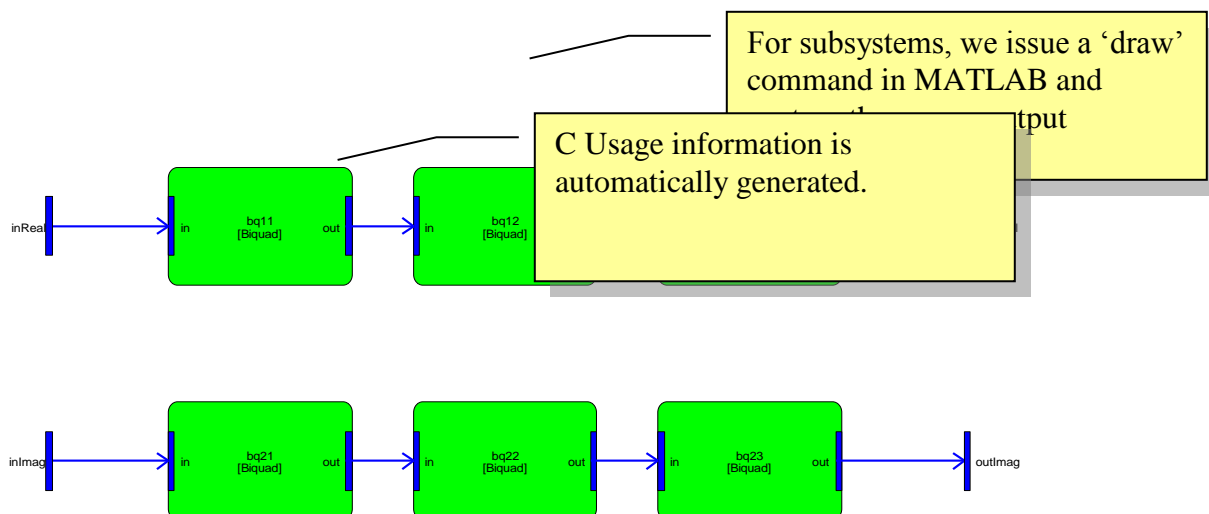 For subsystems, we issue a ‘draw’
command in MATLAB and
C Usage information is
automatically generated.
inReal
in
bq11
[Biquad]
out
in
bq12
[Biquad]
inImag
in
bq21
[Biquad]
out
in
bq22
[Biquad]
out
in
bq23
[Biquad]
out
outImag